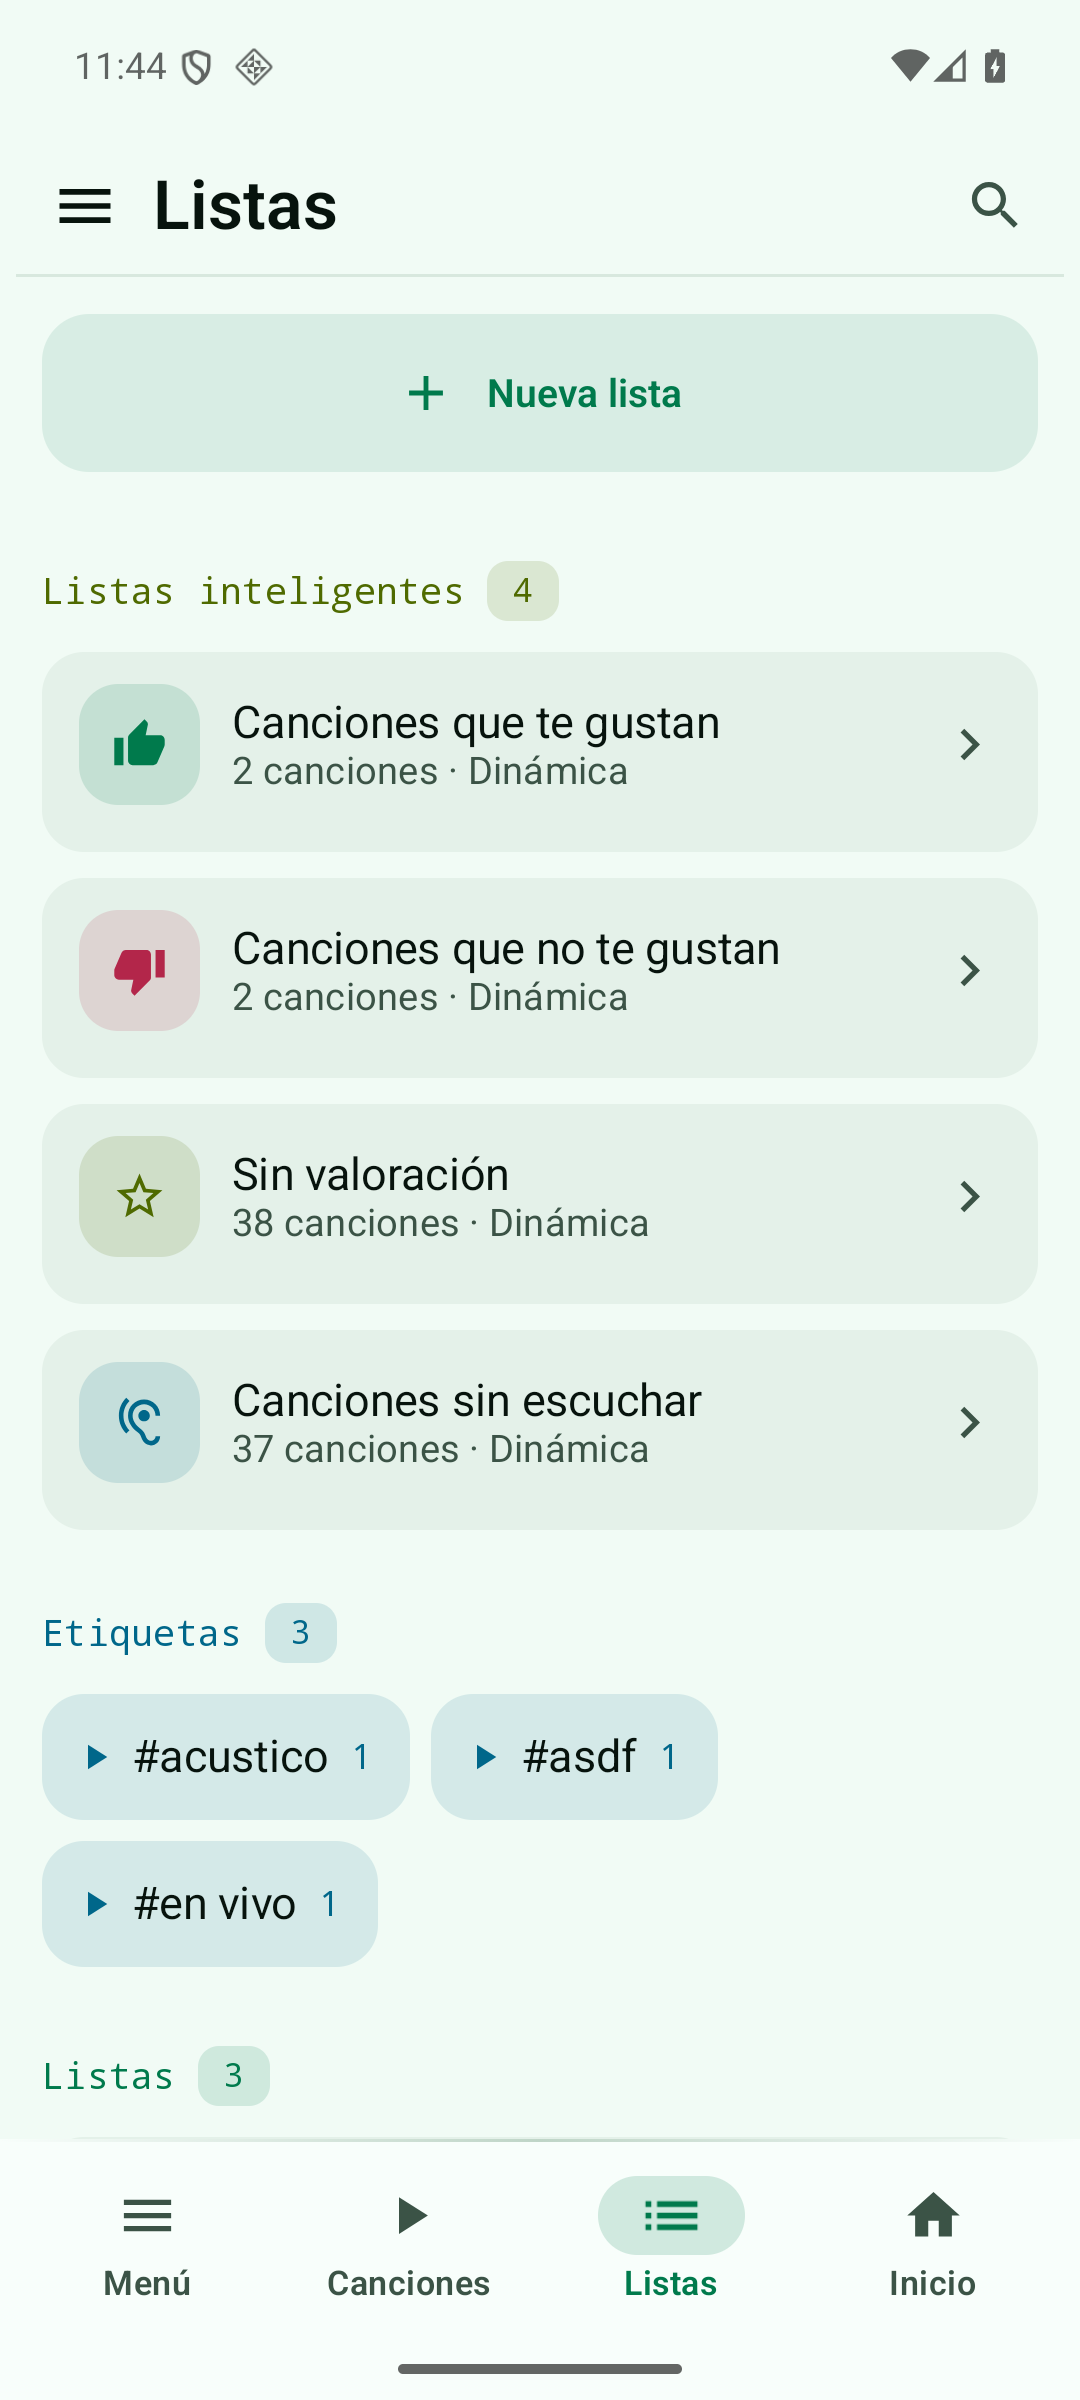 11:44
Listas
Nueva lista
Listas inteligentes 4
Canciones que te gustan
2 canciones · Dinámica
Canciones que no te gustan
2 canciones · Dinámica
Sin valoración
38 canciones · Dinámica
Canciones sin escuchar
37 canciones · Dinámica
Etiquetas 3
#acustico 1 #asdf 1
#en vivo 1
Listas 3
Menú Canciones Listas Inicio